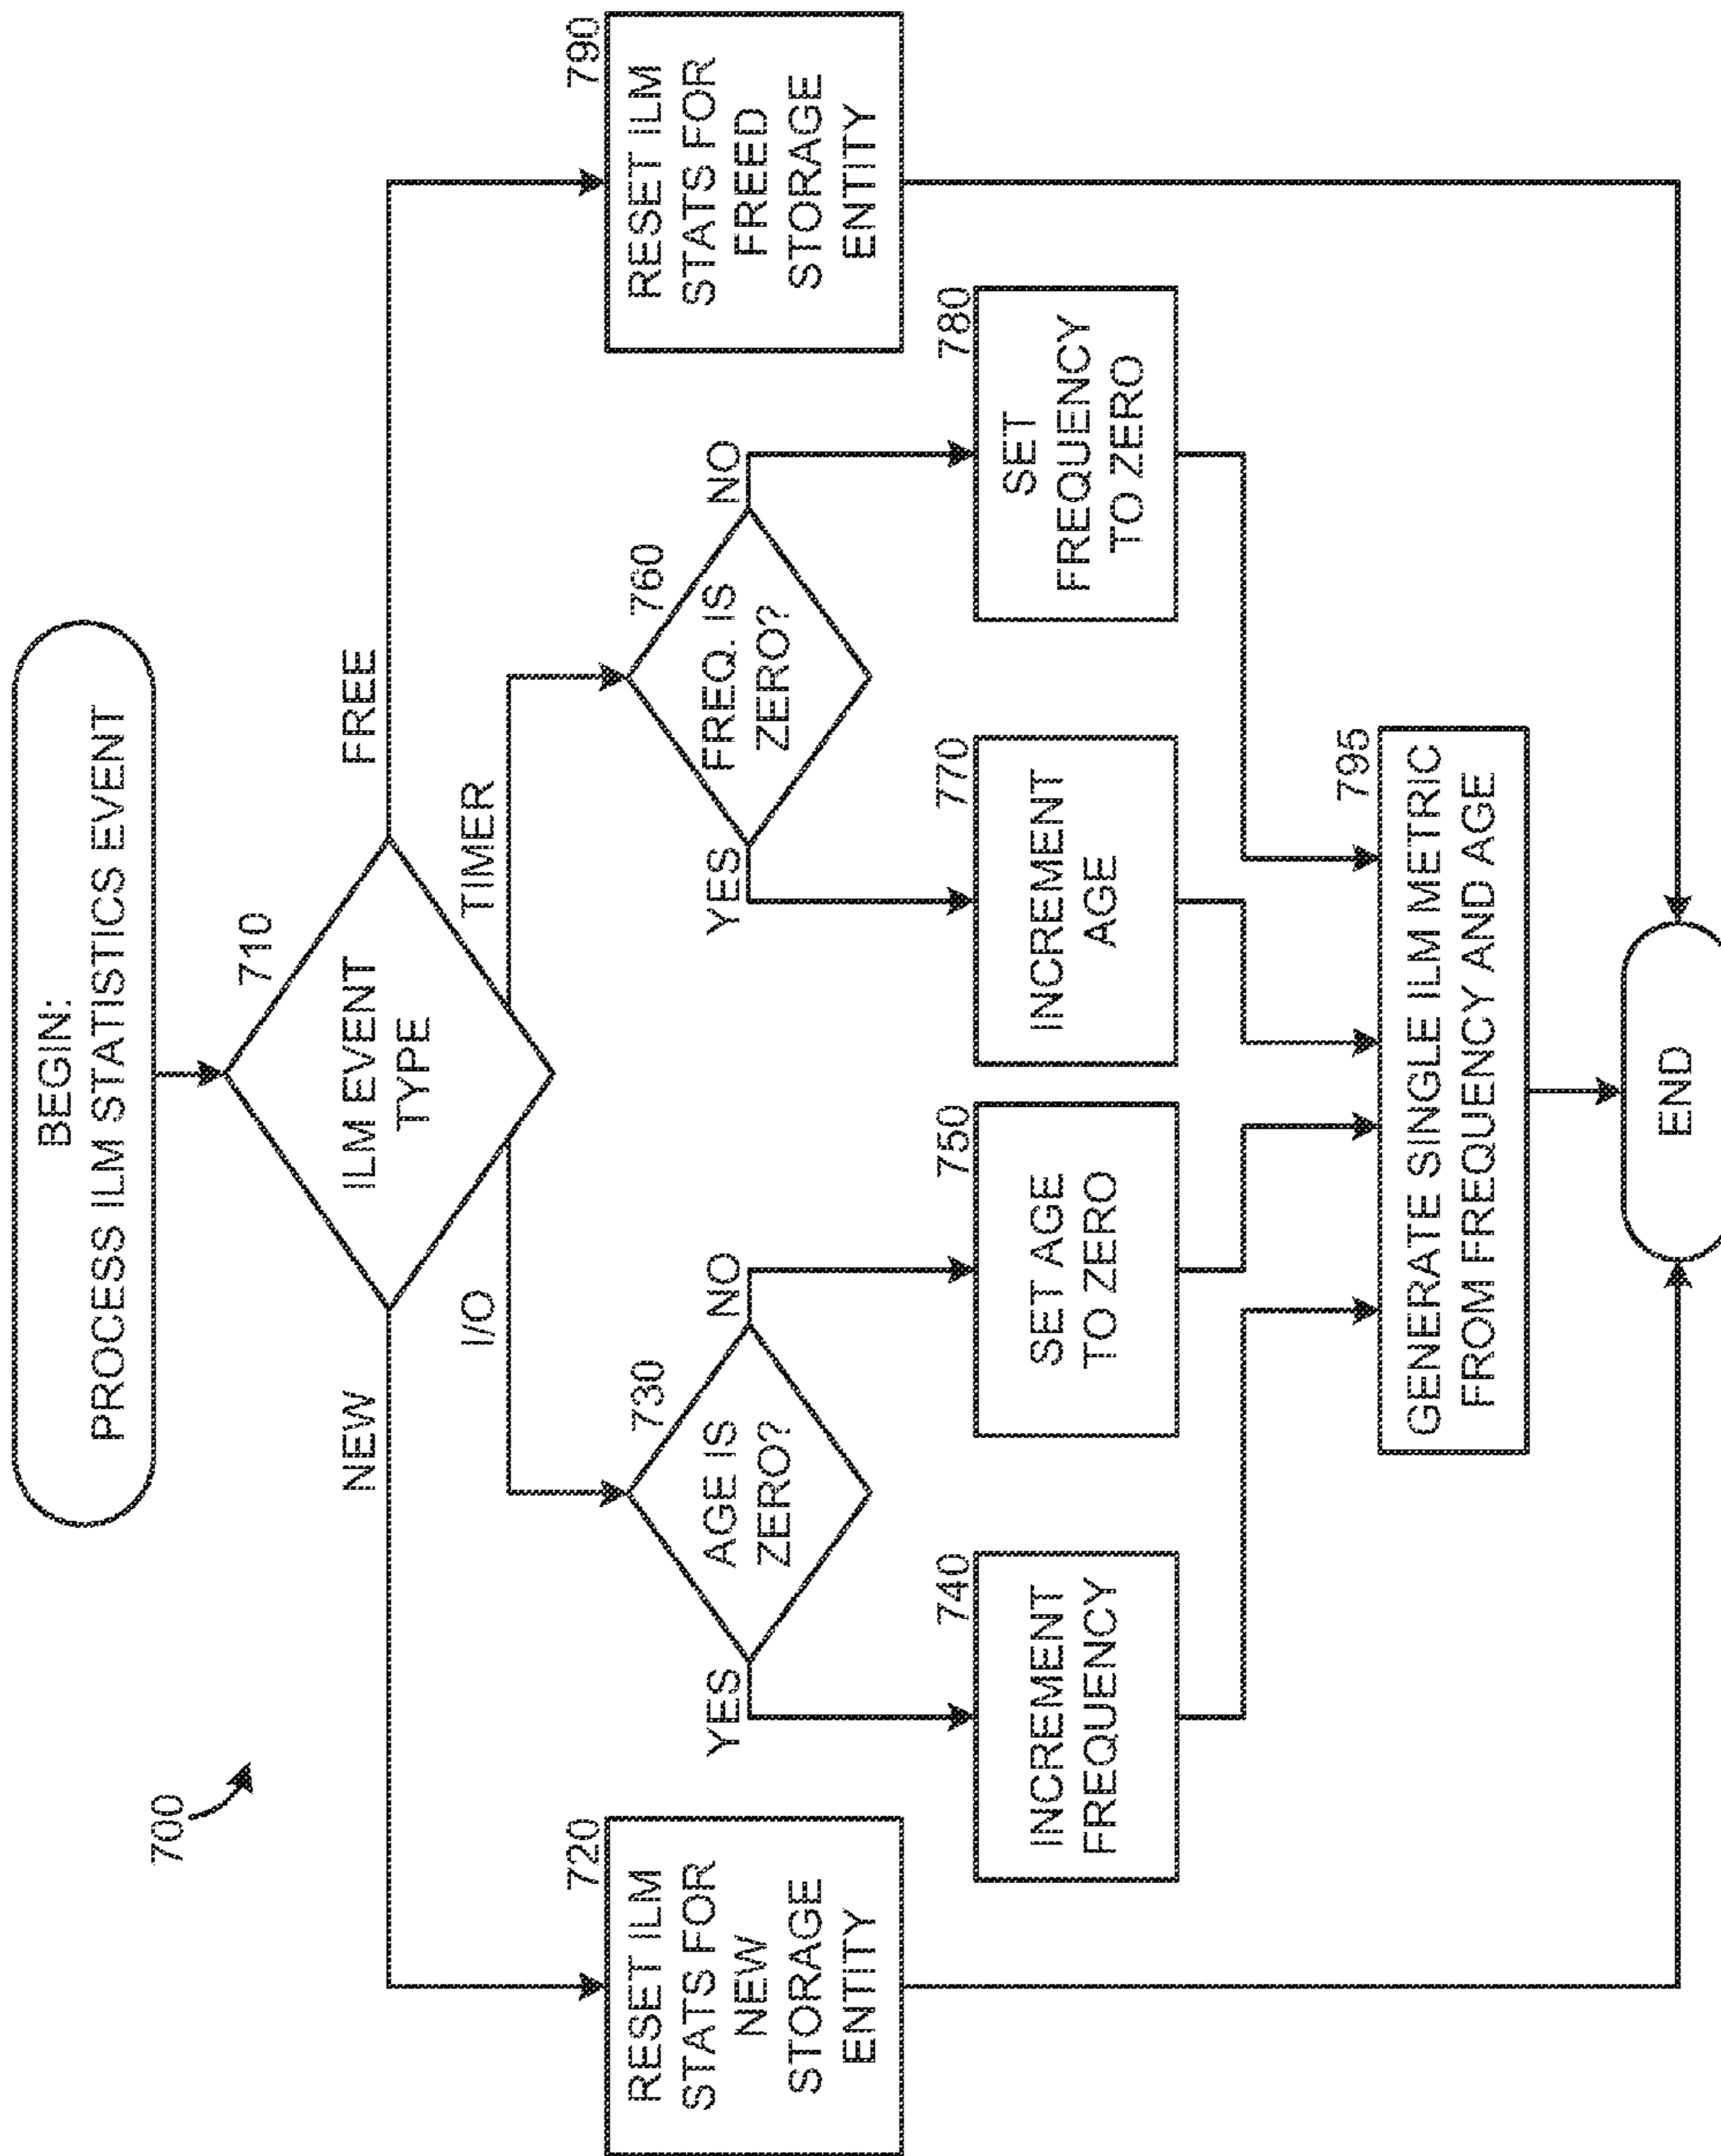 700
BEGIN:
PROCESS ILM STATISTICS EVENT
710
ILM EVENT
TYPE
NEW
I/O
TIMER
FREE
720
RESET ILM
STATS FOR
NEW
STORAGE
ENTITY
730
AGE IS
ZERO?
YES
NO
740
INCREMENT
FREQUENCY
750
SET AGE
TO ZERO
760
FREQ. IS
ZERO?
YES
NO
770
INCREMENT
AGE
780
SET
FREQUENCY
TO ZERO
790
RESET ILM
STATS FOR
FREED
STORAGE
ENTITY
795
GENERATE SINGLE ILM METRIC
FROM FREQUENCY AND AGE
END